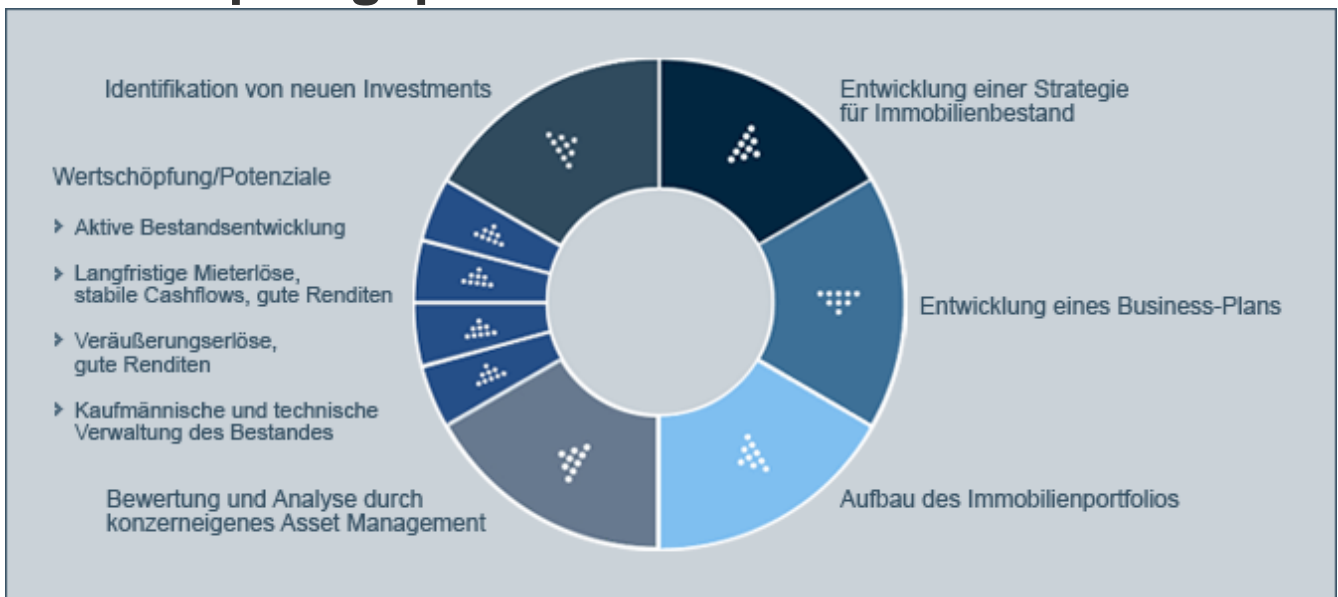 Identifikation von neuen Investments
Entwicklung einer Strategie
für Immobilienbestand
Wertschöpfung/Potenziale
Aktive Bestandsentwicklung
Langfristige Mieterlöse,
stabile Cashflows, gute Renditen
Entwicklung eines Business-Plans
Veräußerungserlöse,
gute Renditen
Kaufmännische und technische
Verwaltung des Bestandes
Bewertung und Analyse durch
konzerneigenes Asset Management
Aufbau des Immobilienportfolios